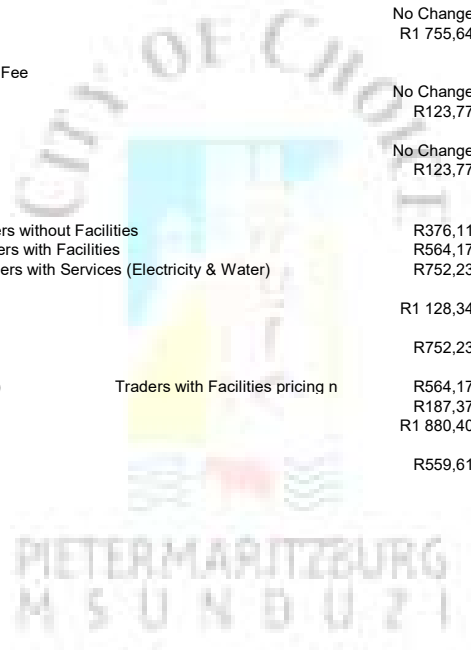 No Change
R1 755,64
Fee
No Change
R123,77
No Change
R123,77
ers without Facilities R376,11
ers with Facilities R564,17
ers with Services (Electricity & Water) R752,23
R1 128,34
R752,23
) Traders with Facilities pricing n R564,17
R187,37
R1 880,40
R559,61
CITY OF CHOICE
PIETERMARITZBURG
MSUNDUZI